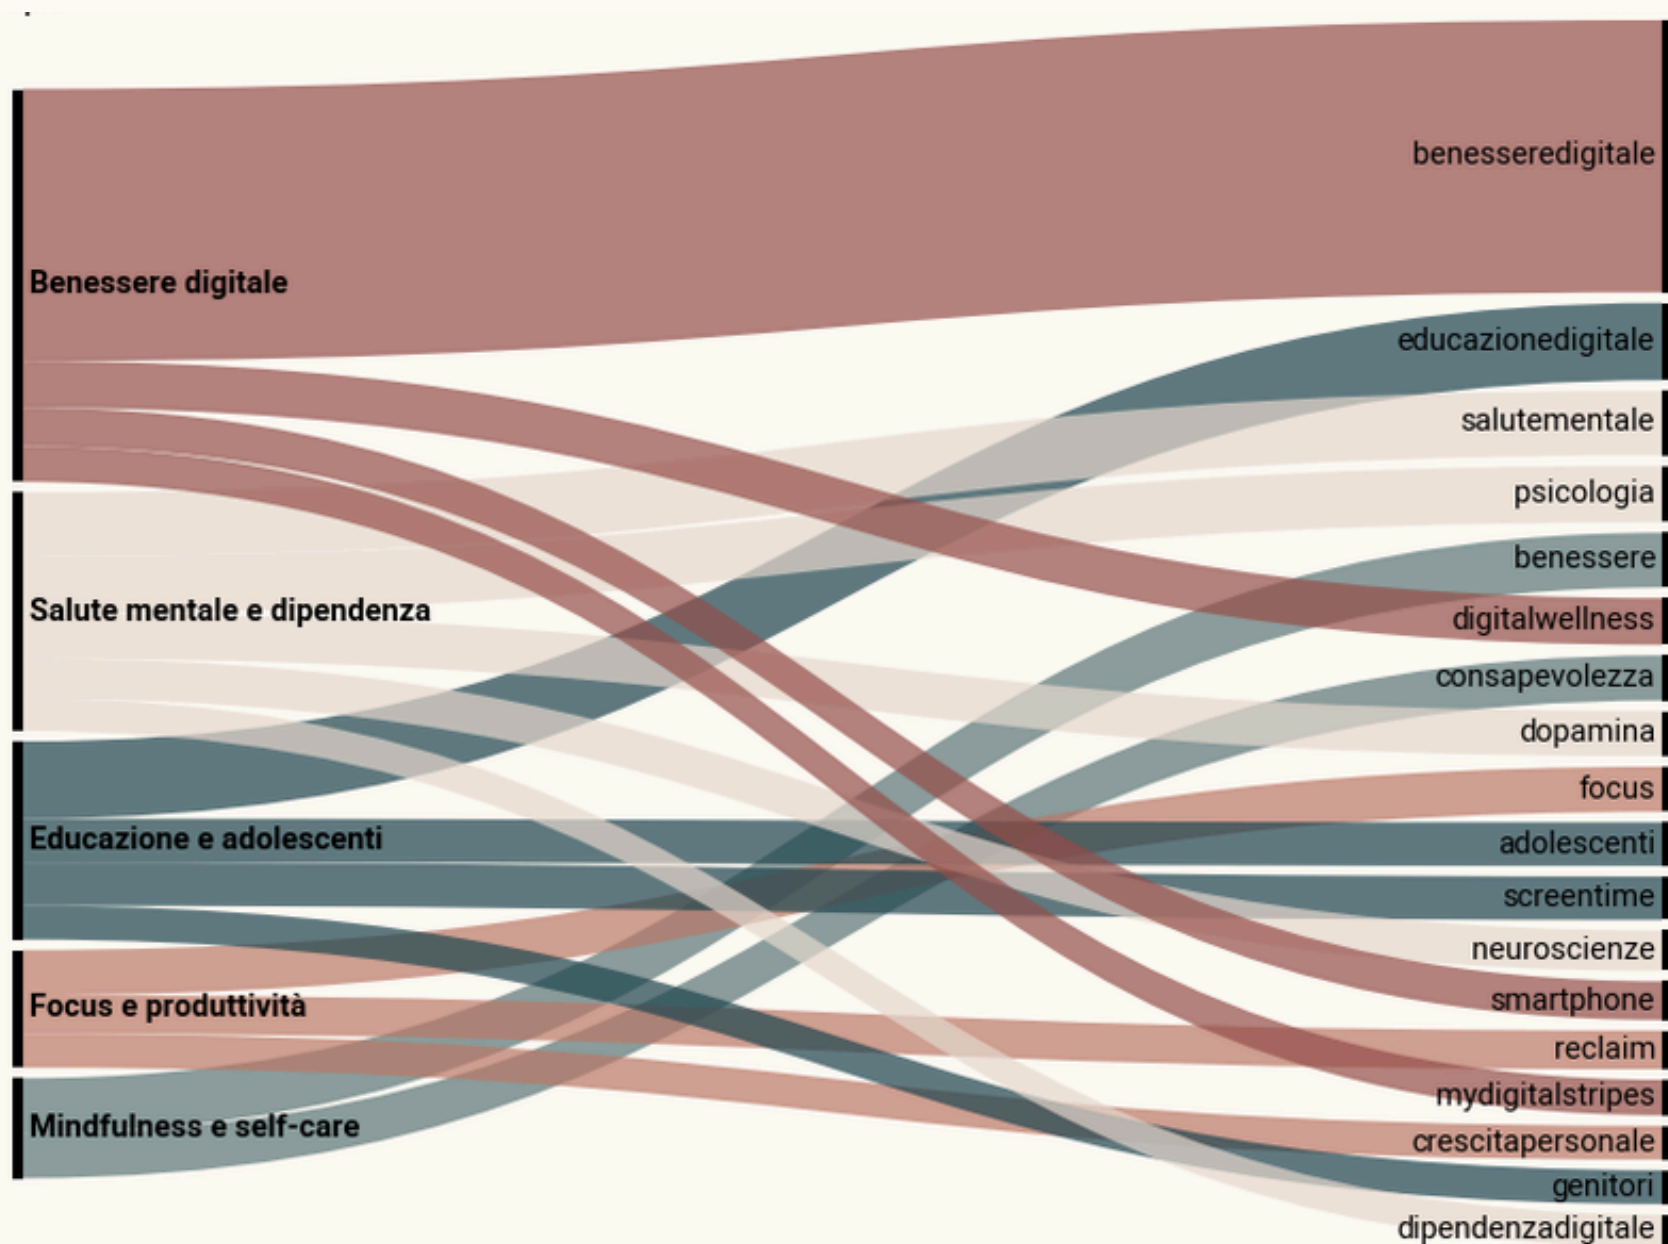 Benessere digitale
Salute mentale e dipendenza
Educazione e adolescenti
Focus e produttività
Mindfulness e self-care
benesseredigitale
educazionedigitale
salutementale
psicologia
benessere
digitalwellness
consapevolezza
dopamina
focus
adolescenti
screentime
neuroscienze
smartphone
reclaim
mydigitalstripes
crescitapersonale
genitori
dipendenzadigitale